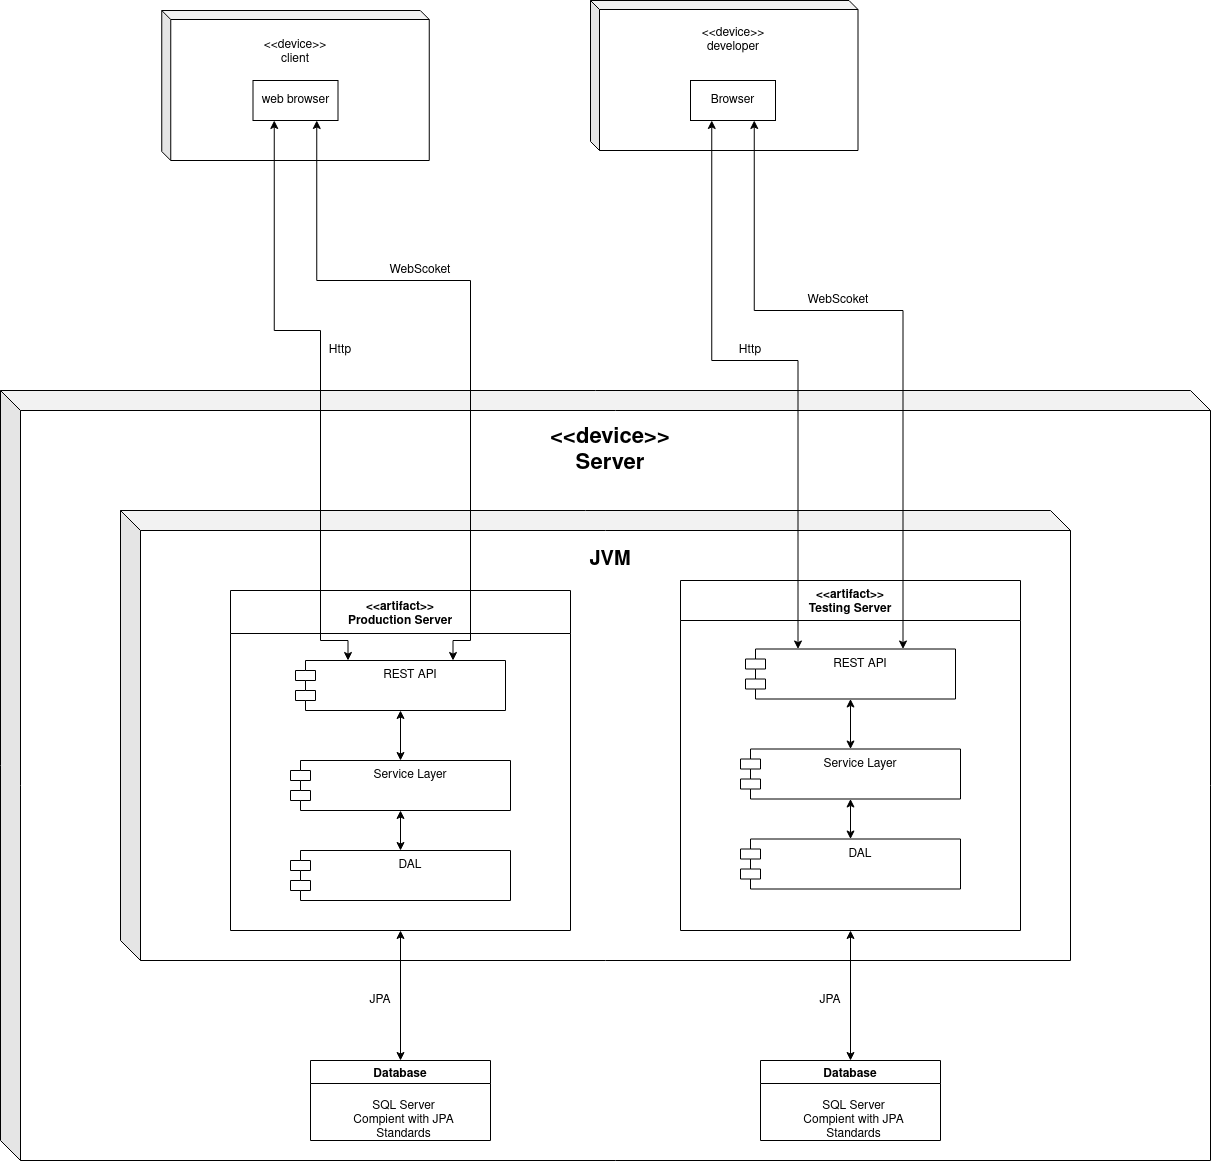 <<device>>
client
web browser
<<device>>
developer
Browser
WebScoket
WebScoket
Http
Http
<<device>>
Server
JVM
<<artifact>>
Production Server
REST API
Service Layer
DAL
<<artifact>>
Testing Server
REST API
Service Layer
DAL
JPA
JPA
Database
SQL Server
Compient with JPA
Standards
Database
SQL Server
Compient with JPA
Standards